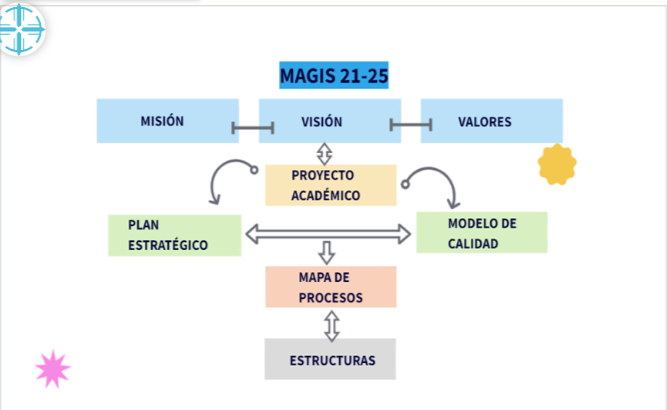 MAGIS 21-25
MISIÓN
VISIÓN
VALORES
PROYECTO
ACADÉMICO
PLAN
ESTRATÉGICO
MODELO DE
CALIDAD
MAPA DE
PROCESOS
ESTRUCTURAS